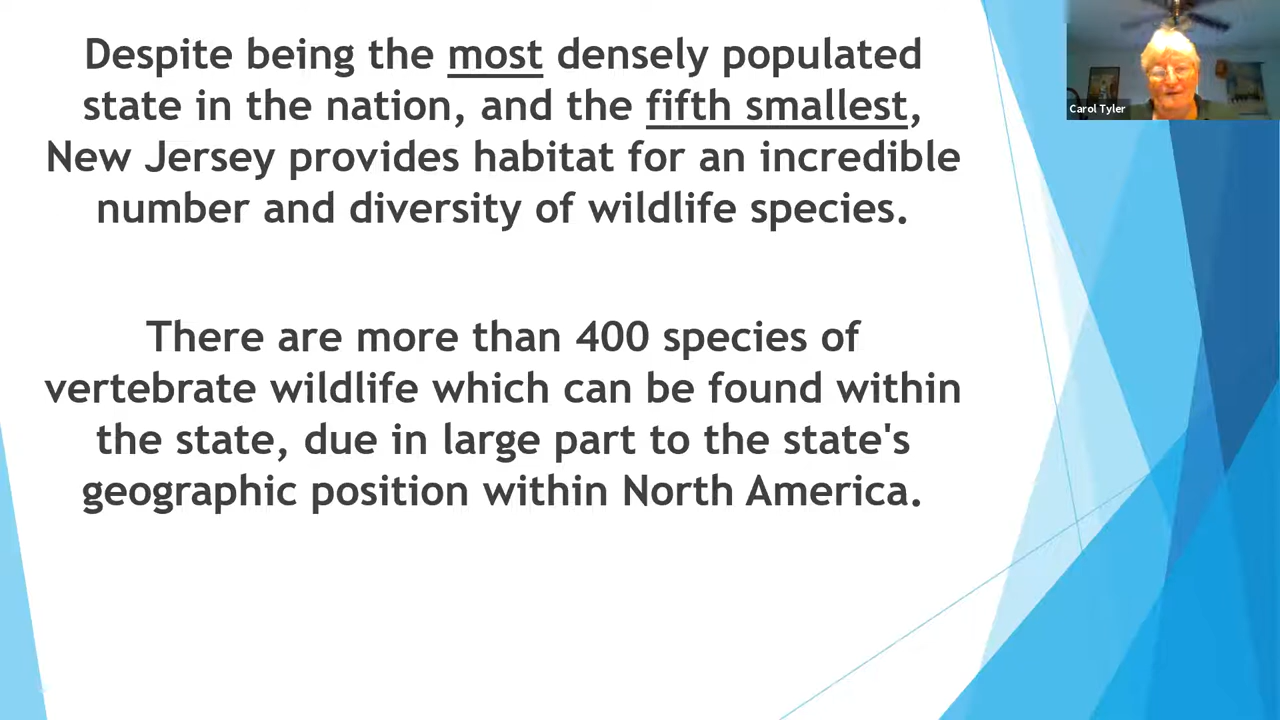 Despite being the most densely populated
state in the nation, and the fifth smallest,
New Jersey provides habitat for an incredible
number and diversity of wildlife species.
There are more than 400 species of
vertebrate wildlife which can be found within
the state, due in large part to the state's
geographic position within North America.
Carol Tyler